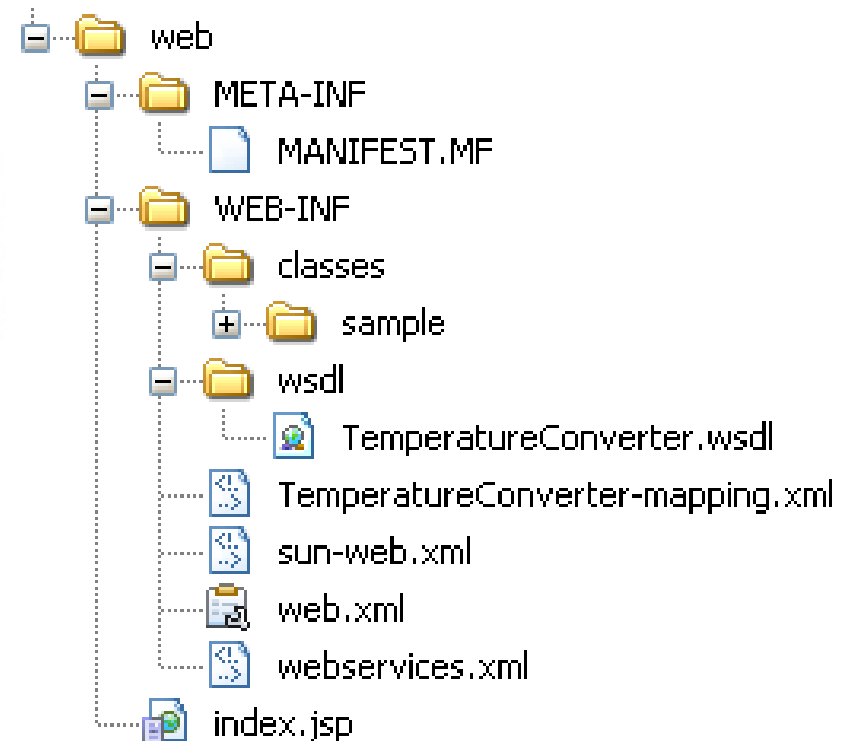 web
META-INF
MANIFEST.MF
WEB-INF
classes
sample
wsdl
TemperatureConverter.wsdl
TemperatureConverter-mapping.xml
sun-web.xml
web.xml
webservices.xml
index.jsp